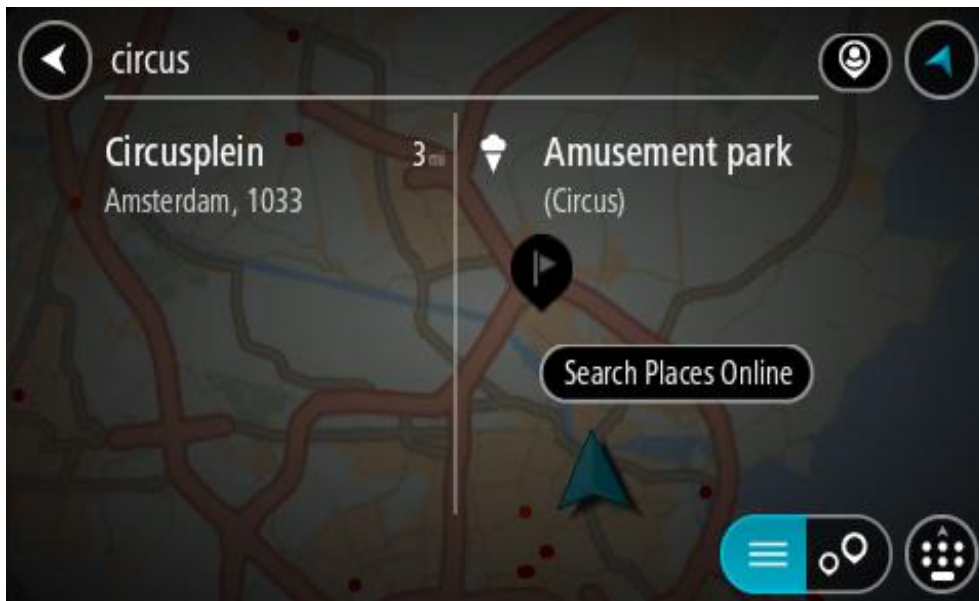 circus
Circusplein 3 mi
Amsterdam, 1033
Amusement park
(Circus)
Search Places Online